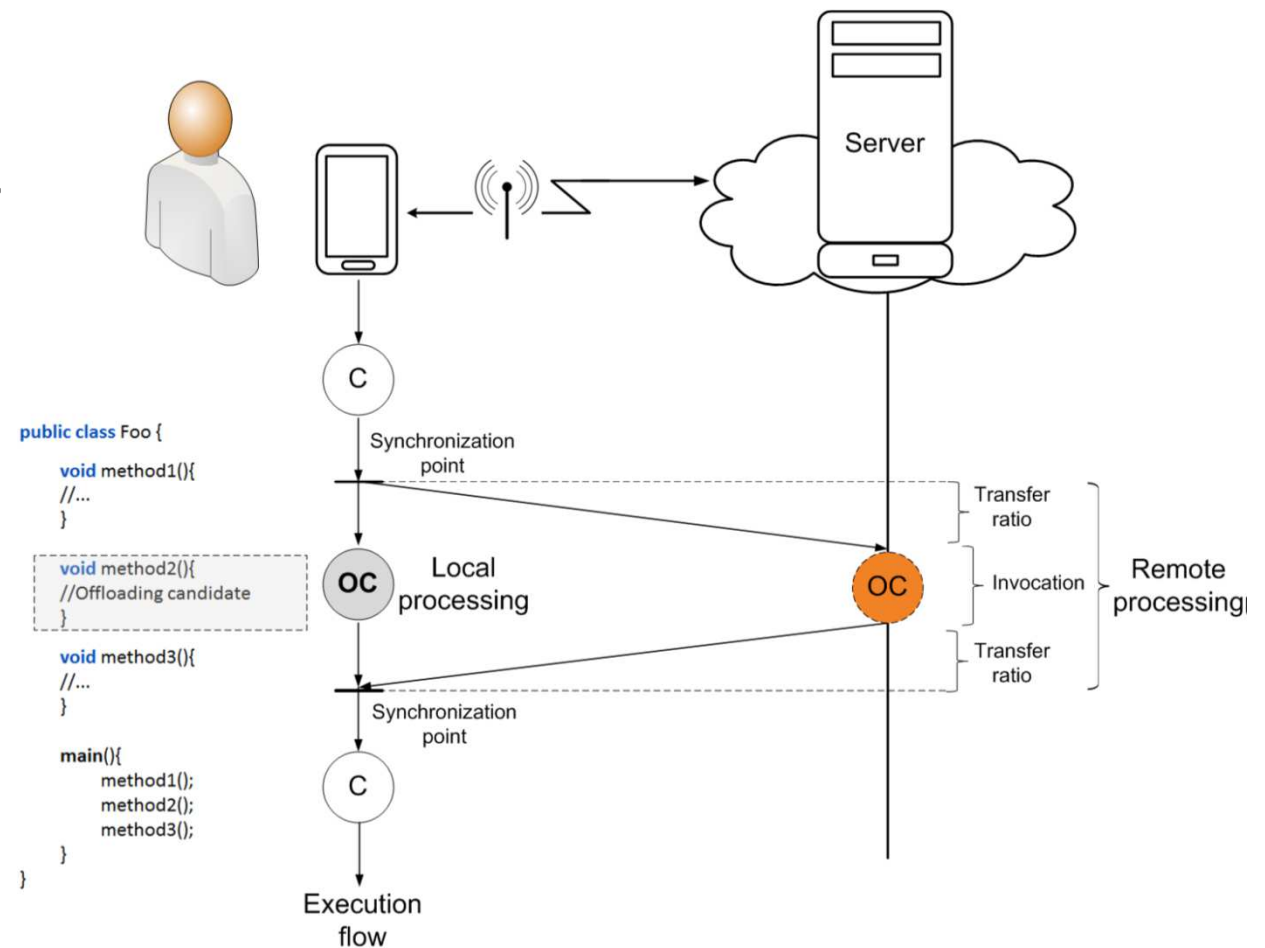 Server
C
Synchronization
point
public class Foo {
void method1(){
//...
}
void method2(){
//Offloading candidate
}
void method3(){
//...
}
main(){
method1();
method2();
method3();
}
}
OC
Local
processing
OC
Transfer
ratio
Invocation
Transfer
ratio
Remote
processing
Synchronization
point
C
Execution
flow